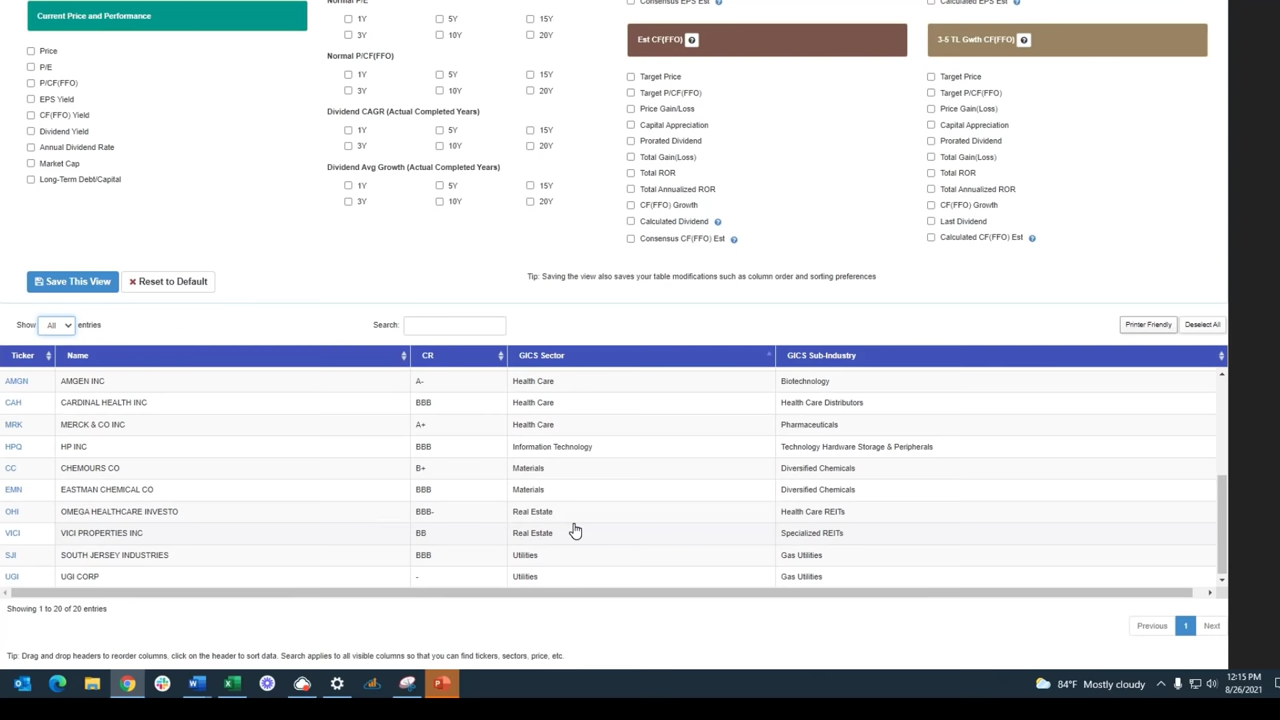 Current Price and Performance
Price
P/E
P/CF(FFO)
EPS Yield
CF(FFO) Yield
Dividend Yield
Annual Dividend Rate
Market Cap
Long-Term Debt/Capital
Normal P/E
1Y 5Y 15Y
3Y 10Y 20Y
Normal P/CF(FFO)
1Y 5Y 15Y
3Y 10Y 20Y
Dividend CAGR (Actual Completed Years)
1Y 5Y 15Y
3Y 10Y 20Y
Dividend Avg Growth (Actual Completed Years)
1Y 5Y 15Y
3Y 10Y 20Y
Consensus EPS Est
Est CF(FFO)
Target Price
Target P/CF(FFO)
Price Gain/Loss
Capital Appreciation
Prorated Dividend
Total Gain(Loss)
Total ROR
Total Annualized ROR
CF(FFO) Growth
Calculated Dividend
Consensus CF(FFO) Est
Calculated EPS Est
3-5 TL Gwth CF(FFO)
Target Price
Target P/CF(FFO)
Price Gain(Loss)
Capital Appreciation
Prorated Dividend
Total Gain(Loss)
Total ROR
Total Annualized ROR
CF(FFO) Growth
Last Dividend
Calculated CF(FFO) Est
Save This View Reset to Default
Tip: Saving the view also saves your table modifications such as column order and sorting preferences
Show All entries Search: Printer Friendly Deselect All
Ticker Name CR GICS Sector GICS Sub-Industry
AMGN AMGEN INC A- Health Care Biotechnology
CAH CARDINAL HEALTH INC BBB Health Care Health Care Distributors
MRK MERCK & CO INC A+ Health Care Pharmaceuticals
HPQ HP INC BBB Information Technology Technology Hardware Storage & Peripherals
CC CHEMOURS CO B+ Materials Diversified Chemicals
EMN EASTMAN CHEMICAL CO BBB Materials Diversified Chemicals
OHI OMEGA HEALTHCARE INVESTO BBB- Real Estate Health Care REITs
VICI VICI PROPERTIES INC BB Real Estate Specialized REITs
SJI SOUTH JERSEY INDUSTRIES BBB Utilities Gas Utilities
UGI UGI CORP - Utilities Gas Utilities
Showing 1 to 20 of 20 entries
Previous 1 Next
Tip: Drag and drop headers to reorder columns, click on the header to sort data. Search applies to all visible columns so that you can find tickers, sectors, price, etc.
84°F Mostly cloudy 12:15 PM
8/26/2021